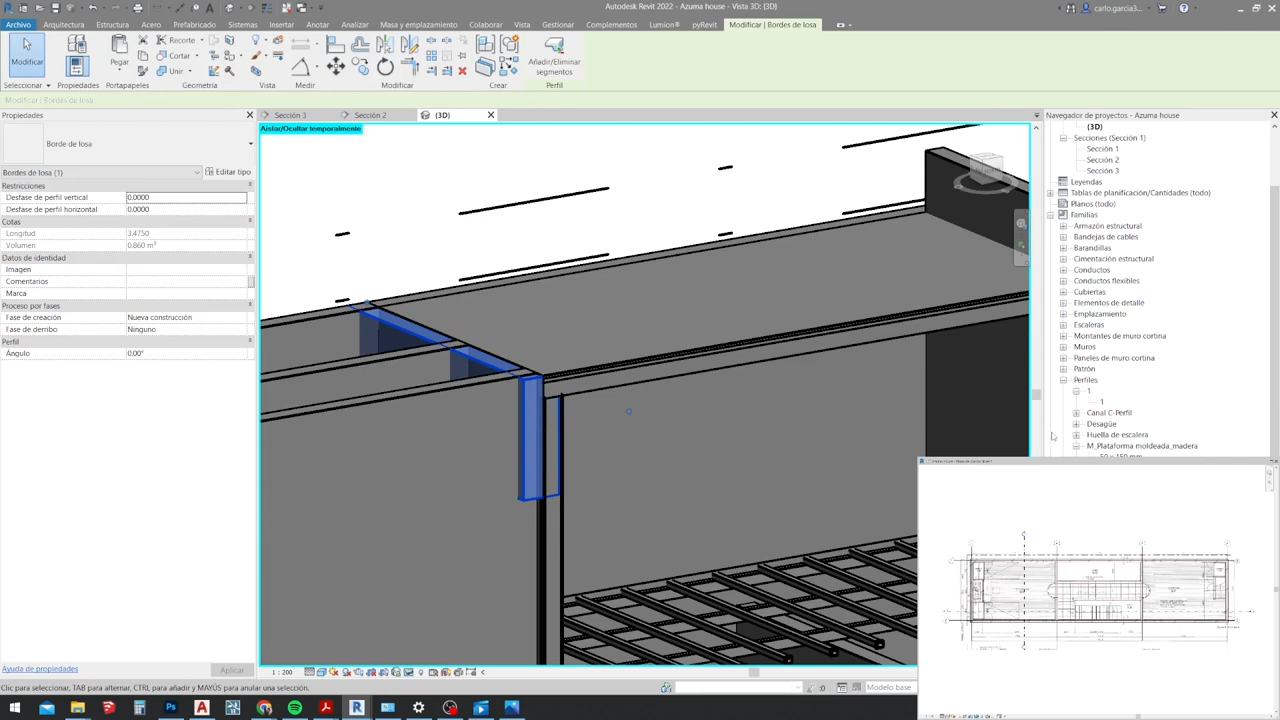 Autodesk Revit 2022 - Azuma house - Vista 3D: {3D}
carlo.garcia3...
Archivo Arquitectura Estructura Acero Prefabricado Sistemas Insertar Anotar Analizar Masa y emplazamiento Colaborar Vista Gestionar Complementos Lumion® pyRevit Modificar | Bordes de losa
Modificar
Pegar
Recorte
Cortar
Unir
Añadir/Eliminar segmentos
Seleccionar Propiedades Portapapeles Geometría Vista Medir Modificar Crear Perfil
Modificar | Bordes de losa
Propiedades
Borde de losa
Bordes de losa (1) Editar tipo
Restricciones
Desfase de perfil vertical 0.0000
Desfase de perfil horizontal 0.0000
Cotas
Longitud 3.4750
Volumen 0.860 m³
Datos de identidad
Imagen
Comentarios
Marca
Proceso por fases
Fase de creación Nueva construcción
Fase de derribo Ninguno
Perfil
Ángulo 0.00°
Ayuda de propiedades Aplicar
Sección 3 Sección 2 {3D}
Aislar/Ocultar temporalmente
Navegador de proyectos - Azuma house
{3D}
Secciones (Sección 1)
Sección 1
Sección 2
Sección 3
Leyendas
Tablas de planificación/Cantidades (todo)
Planos (todo)
Familias
Armazón estructural
Bandejas de cables
Barandillas
Cimentación estructural
Conductos
Conductos flexibles
Cubiertas
Elementos de detalle
Emplazamiento
Escaleras
Montantes de muro cortina
Muros
Paneles de muro cortina
Patrón
Perfiles
1
1
Canal C-Perfil
Desagüe
Huella de escalera
M_Plataforma moldeada_madera
50 x 150 mm
1 : 200
Clic para seleccionar, TAB para alternar, CTRL para añadir y MAYÚS para anular una selección.
:0
Modelo base